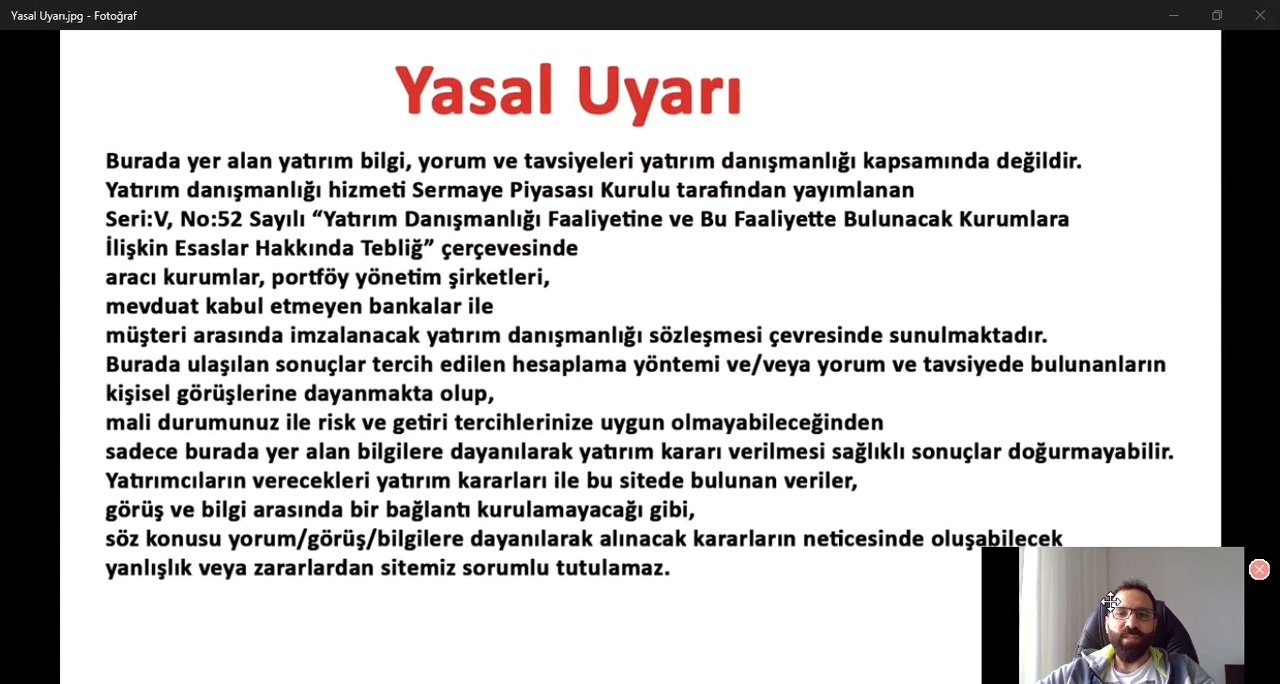 Yasal Uyarı.jpg - Fotoğraf
Yasal Uyarı
Burada yer alan yatırım bilgi, yorum ve tavsiyeleri yatırım danışmanlığı kapsamında değildir.
Yatırım danışmanlığı hizmeti Sermaye Piyasası Kurulu tarafından yayımlanan
Seri:V, No:52 Sayılı “Yatırım Danışmanlığı Faaliyetine ve Bu Faaliyette Bulunacak Kurumlara
İlişkin Esaslar Hakkında Tebliğ” çerçevesinde
aracı kurumlar, portföy yönetim şirketleri,
mevduat kabul etmeyen bankalar ile
müşteri arasında imzalanacak yatırım danışmanlığı sözleşmesi çevresinde sunulmaktadır.
Burada ulaşılan sonuçlar tercih edilen hesaplama yöntemi ve/veya yorum ve tavsiyede bulunanların
kişisel görüşlerine dayanmakta olup,
mali durumunuz ile risk ve getiri tercihlerinize uygun olmayabileceğinden
sadece burada yer alan bilgilere dayanılarak yatırım kararı verilmesi sağlıklı sonuçlar doğurmayabilir.
Yatırımcıların verecekleri yatırım kararları ile bu sitede bulunan veriler,
görüş ve bilgi arasında bir bağlantı kurulamayacağı gibi,
söz konusu yorum/görüş/bilgilere dayanılarak alınacak kararların neticesinde oluşabilecek
yanlışlık veya zararlardan sitemiz sorumlu tutulamaz.